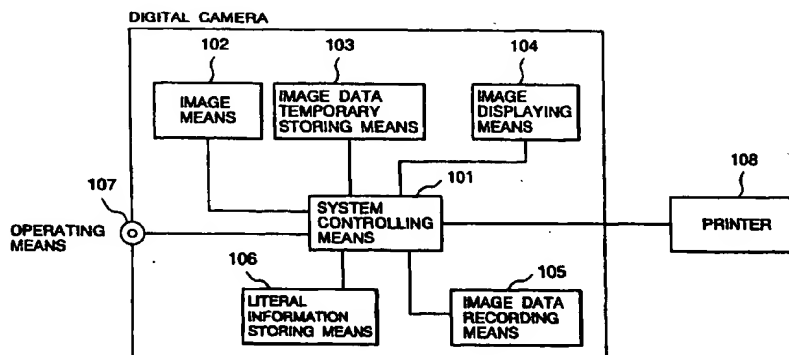 DIGITAL CAMERA
102
103
104
IMAGE
MEANS
IMAGE DATA
TEMPORARY
STORING MEANS
IMAGE
DISPLAYING
MEANS
101
108
107
SYSTEM
CONTROLLING
MEANS
PRINTER
OPERATING
MEANS
106
105
LITERAL
INFORMATION
STORING MEANS
IMAGE DATA
RECORDING
MEANS